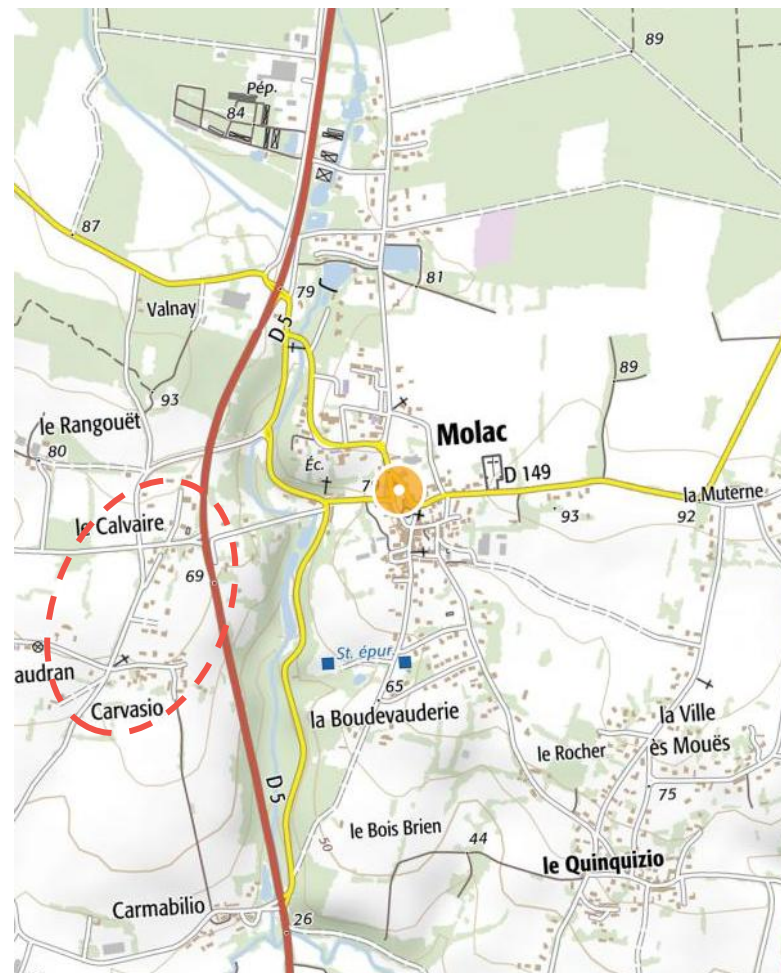 89
Pép.
84
87
79
81
Valnay
D 5
89
93
le Rangouët
Molac
80
Éc.
7
D 149
la Muterne
le Calvaire
93
92
69
St. épur.
audran
65
Carvasio
la Boudevauderie
la Ville
ès Mouës
le Rocher
D 5
75
50
le Bois Brien
44
le Quinquizio
Carmabilio
26